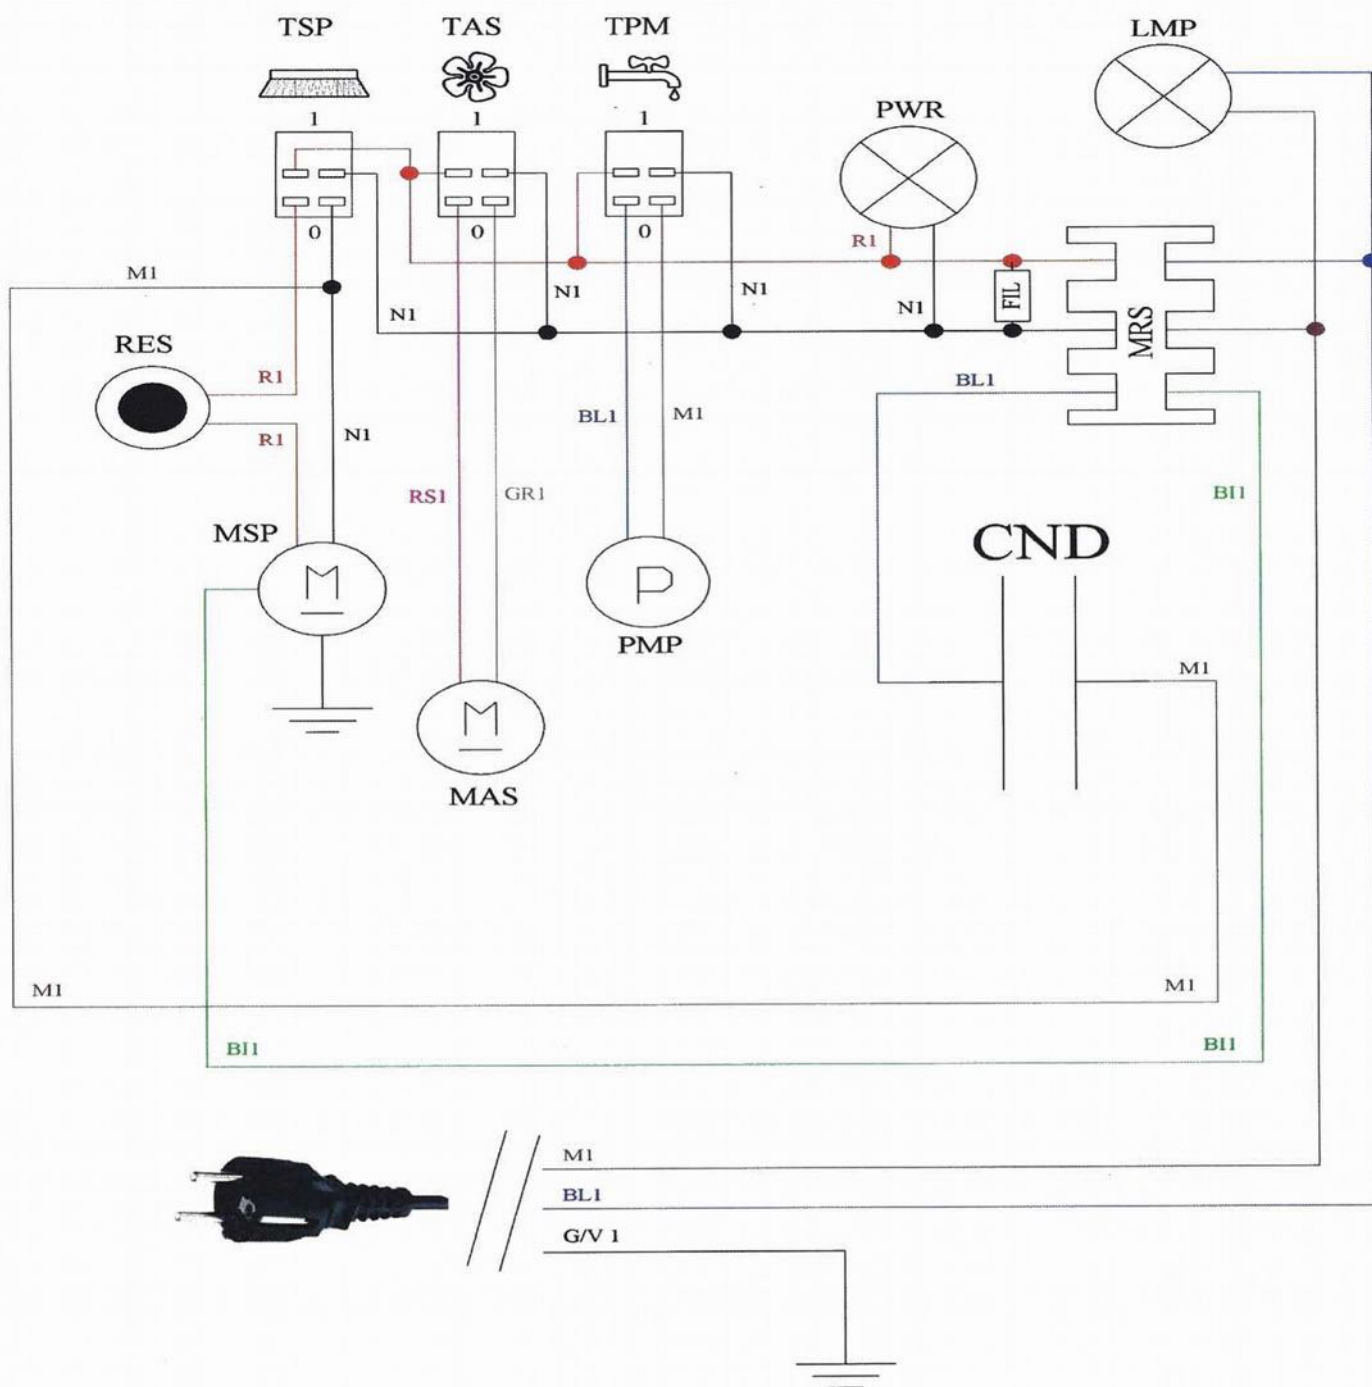 TSP TAS TPM LMP
1 1 1 PWR
0 0 0 R1
M1 N1 N1 N1 N1 FIL MRS
RES
R1 BL1
R1 N1 BL1 M1
RS1 GR1 BI1
MSP CND
M
P
PMP M1
M
MAS
M1 M1
BI1 BI1
M1
BL1
G/V 1